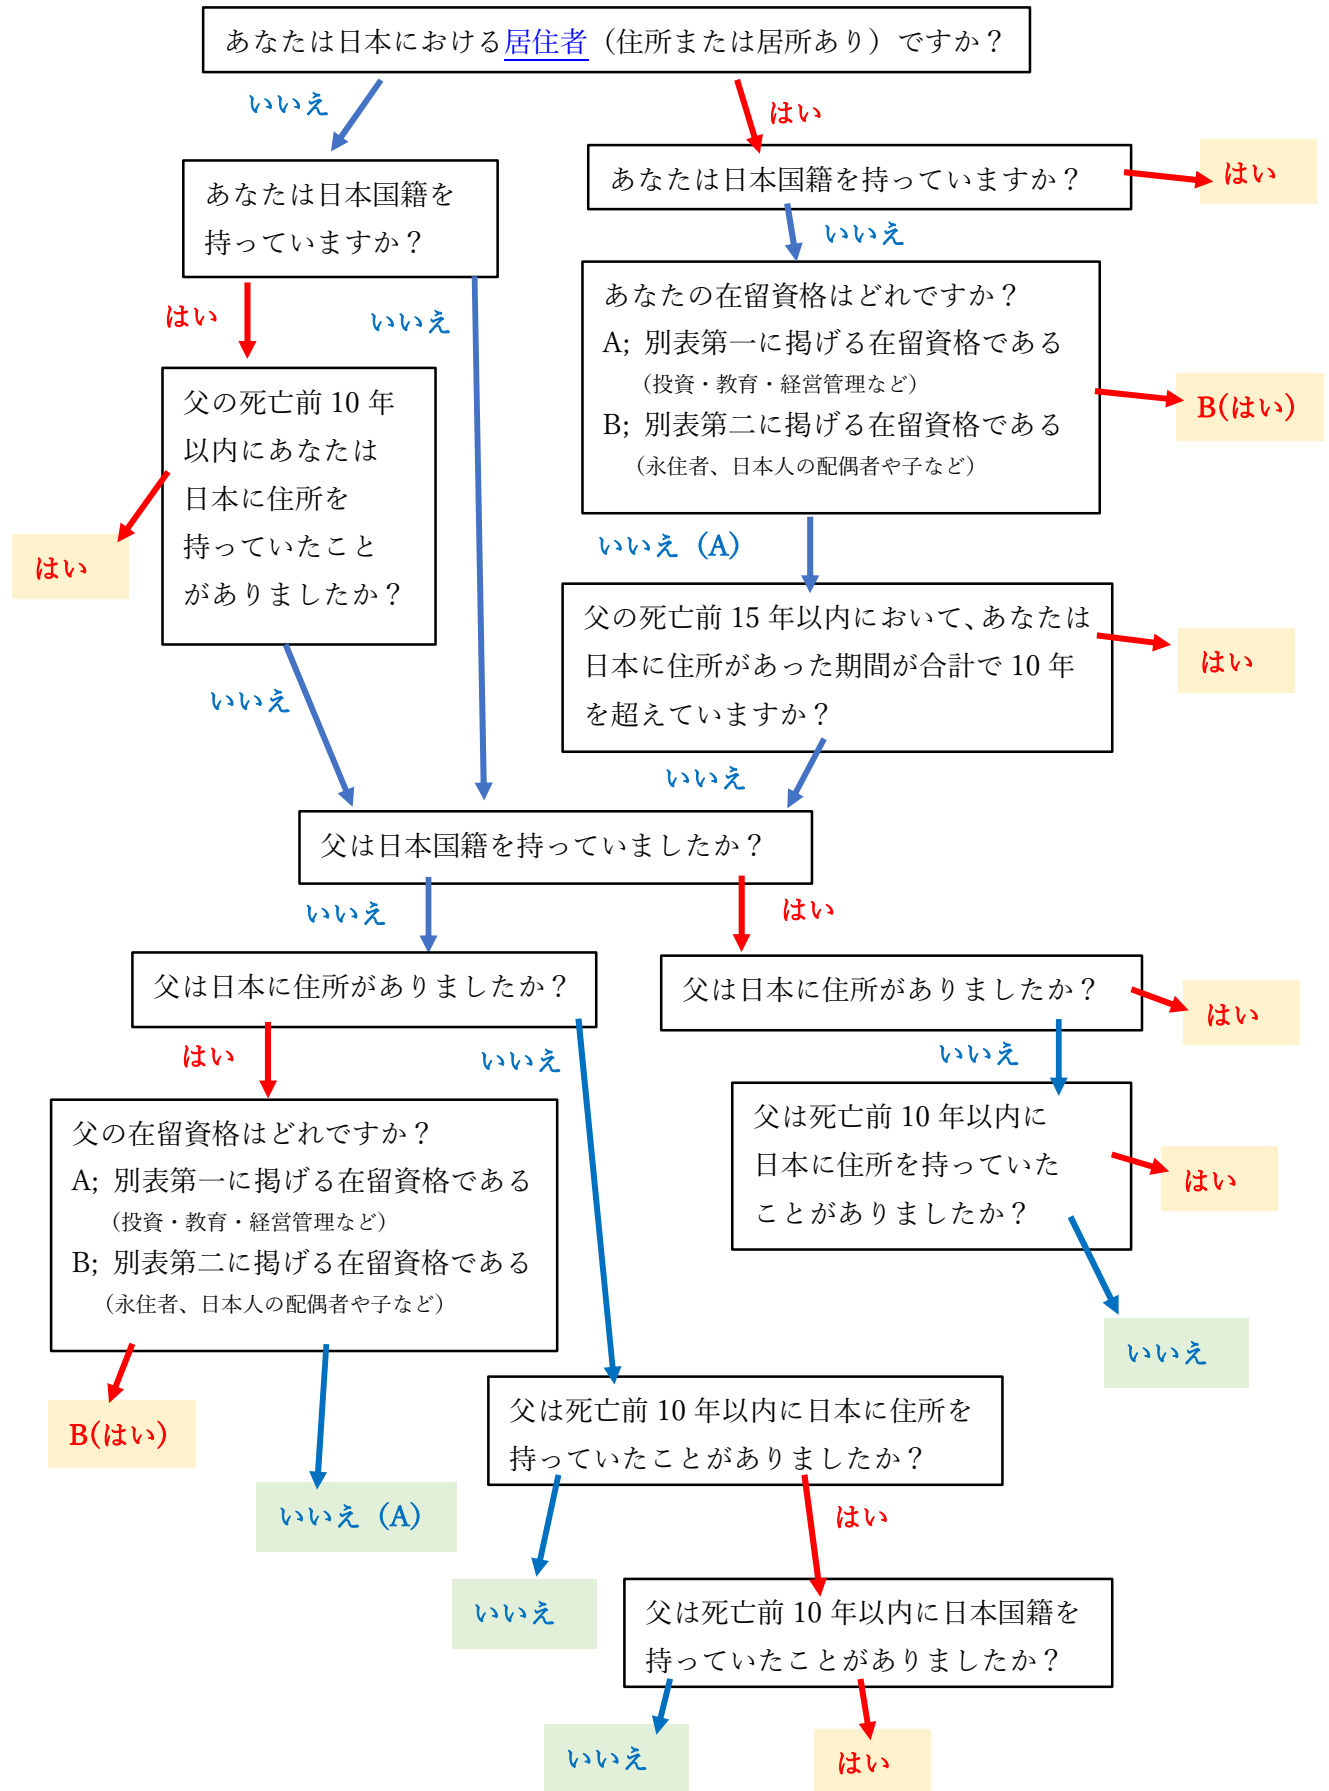 あなたは日本における居住者（住所または居所あり）ですか？
いいえ
はい
あなたは日本国籍を
持っていますか？
あなたは日本国籍を持っていますか？
はい
いいえ
はい
いいえ
あなたの在留資格はどれですか？
A; 別表第一に掲げる在留資格である
（投資・教育・経営管理など）
B; 別表第二に掲げる在留資格である
（永住者、日本人の配偶者や子など）
B(はい)
父の死亡前 10 年
以内にあなたは
日本に住所を
持っていたこと
がありましたか？
はい
いいえ（A）
父の死亡前 15 年以内において、あなたは
日本に住所があった期間が合計で 10 年
を超えていますか？
はい
いいえ
いいえ
父は日本国籍を持っていましたか？
いいえ
はい
父は日本に住所がありましたか？
父は日本に住所がありましたか？
はい
はい
いいえ
いいえ
父の在留資格はどれですか？
A; 別表第一に掲げる在留資格である
（投資・教育・経営管理など）
B; 別表第二に掲げる在留資格である
（永住者、日本人の配偶者や子など）
父は死亡前 10 年以内に
日本に住所を持っていた
ことがありましたか？
はい
いいえ
B(はい)
いいえ（A）
父は死亡前 10 年以内に日本に住所を
持っていたことがありましたか？
いいえ
はい
父は死亡前 10 年以内に日本国籍を
持っていたことがありましたか？
いいえ
はい